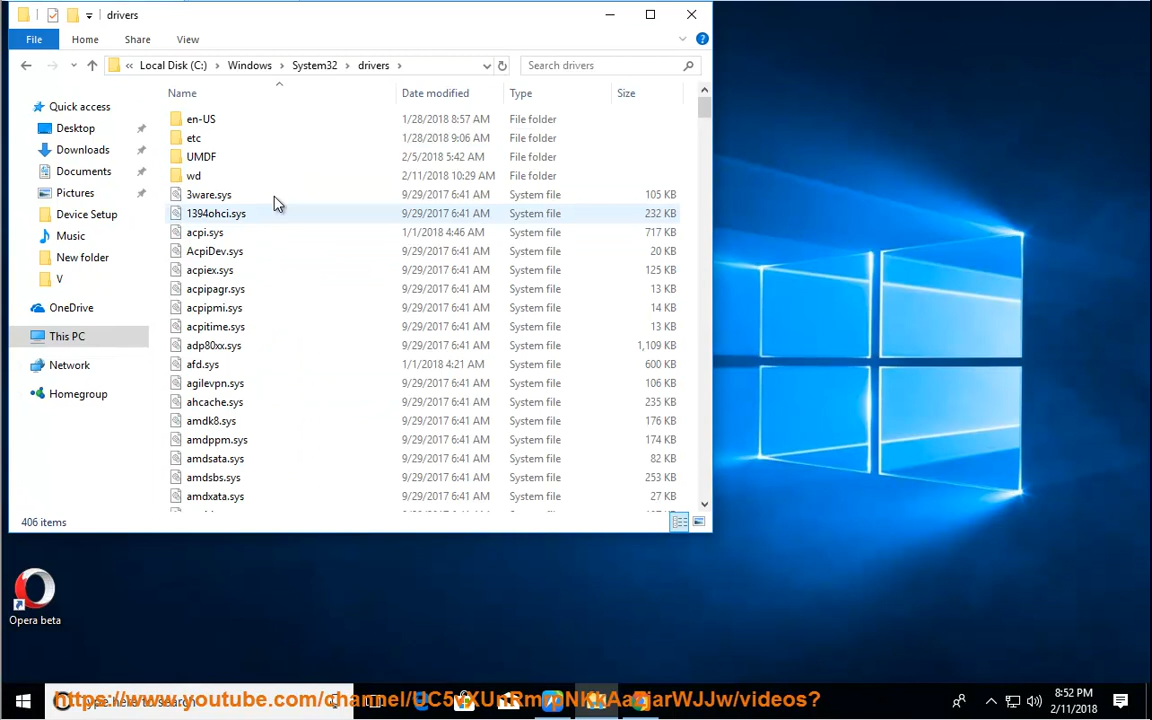 drivers
File Home Share View
« Local Disk (C:) › Windows › System32 › drivers › Search drivers
Name Date modified Type Size
Quick access
Desktop
Downloads
Documents
Pictures
Device Setup
Music
New folder
V
OneDrive
This PC
Network
Homegroup
en-US 1/28/2018 8:57 AM File folder
etc 1/28/2018 9:06 AM File folder
UMDF 2/5/2018 5:42 AM File folder
wd 2/11/2018 10:29 AM File folder
3ware.sys 9/29/2017 6:41 AM System file 105 KB
1394ohci.sys 9/29/2017 6:41 AM System file 232 KB
acpi.sys 1/1/2018 4:46 AM System file 717 KB
AcpiDev.sys 9/29/2017 6:41 AM System file 20 KB
acpiex.sys 9/29/2017 6:41 AM System file 125 KB
acpipagr.sys 9/29/2017 6:41 AM System file 13 KB
acpipmi.sys 9/29/2017 6:41 AM System file 14 KB
acpitime.sys 9/29/2017 6:41 AM System file 13 KB
adp80xx.sys 9/29/2017 6:41 AM System file 1,109 KB
afd.sys 1/1/2018 4:21 AM System file 600 KB
agilevpn.sys 9/29/2017 6:41 AM System file 106 KB
ahcache.sys 9/29/2017 6:41 AM System file 235 KB
amdk8.sys 9/29/2017 6:41 AM System file 176 KB
amdppm.sys 9/29/2017 6:41 AM System file 174 KB
amdsata.sys 9/29/2017 6:41 AM System file 82 KB
amdsbs.sys 9/29/2017 6:41 AM System file 253 KB
amdxata.sys 9/29/2017 6:41 AM System file 27 KB
406 items
Opera beta
Type here to search
8:52 PM
2/11/2018